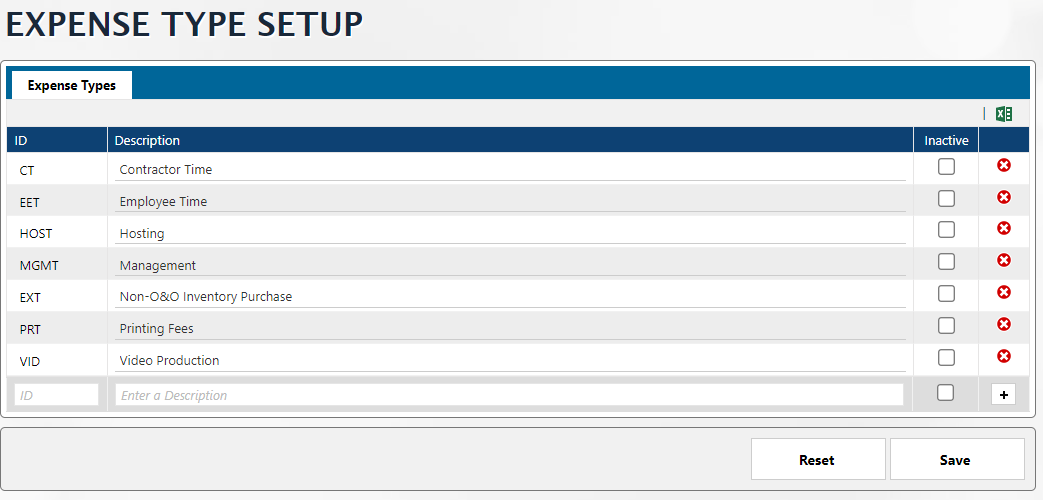 EXPENSE TYPE SETUP
Expense Types
ID Description Inactive
CT Contractor Time
EET Employee Time
HOST Hosting
MGMT Management
EXT Non-O&O Inventory Purchase
PRT Printing Fees
VID Video Production
ID Enter a Description +
Reset Save